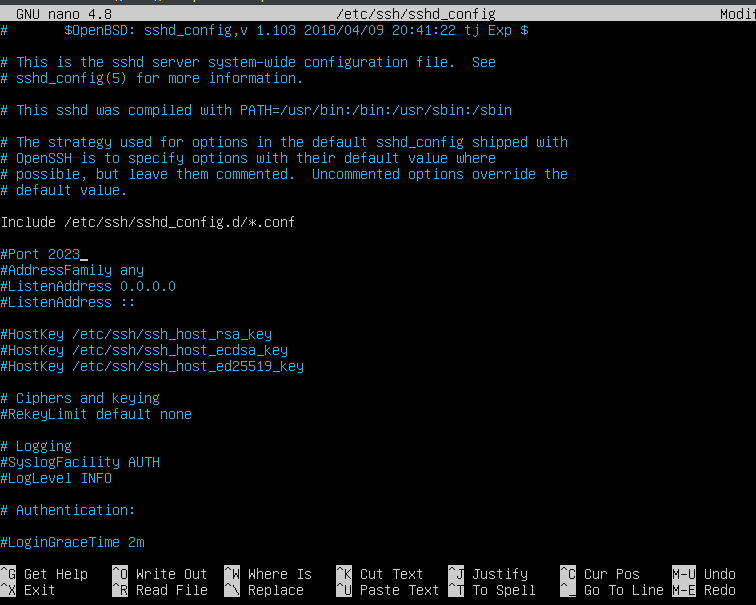 GNU nano 4.8 /etc/ssh/sshd_config
# $OpenBSD: sshd_config,v 1.103 2018/04/09 20:41:22 tj Exp $
# This is the sshd server system-wide configuration file. See
# sshd_config(5) for more information.
# This sshd was compiled with PATH=/usr/bin:/bin:/usr/sbin:/sbin
# The strategy used for options in the default sshd_config shipped with
# OpenSSH is to specify options with their default value where
# possible, but leave them commented. Uncommented options override the
# default value.
Include /etc/ssh/sshd_config.d/*.conf
#Port 2023
#AddressFamily any
#ListenAddress 0.0.0.0
#ListenAddress ::
#HostKey /etc/ssh/ssh_host_rsa_key
#HostKey /etc/ssh/ssh_host_ecdsa_key
#HostKey /etc/ssh/ssh_host_ed25519_key
# Ciphers and keying
#RekeyLimit default none
# Logging
#SyslogFacility AUTH
#LogLevel INFO
# Authentication:
#LoginGraceTime 2m
^G Get Help ^O Write Out ^W Where Is ^K Cut Text ^J Justify ^C Cur Pos M-U Undo
^X Exit ^R Read File ^\ Replace ^U Paste Text ^T To Spell ^_ Go To Line M-E Redo